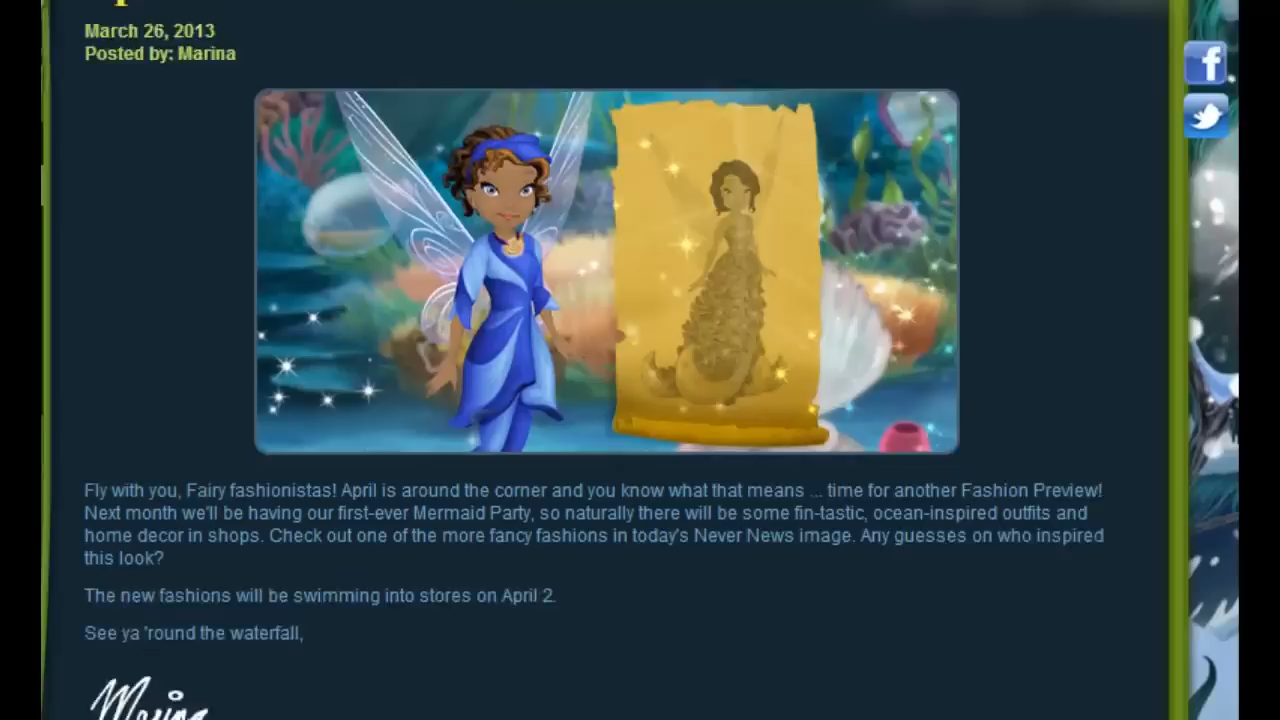 March 26, 2013
Posted by: Marina
Fly with you, Fairy fashionistas! April is around the corner and you know what that means ... time for another Fashion Preview!
Next month we'll be having our first-ever Mermaid Party, so naturally there will be some fin-tastic, ocean-inspired outfits and
home decor in shops. Check out one of the more fancy fashions in today's Never News image. Any guesses on who inspired
this look?
The new fashions will be swimming into stores on April 2.
See ya 'round the waterfall,
Marina